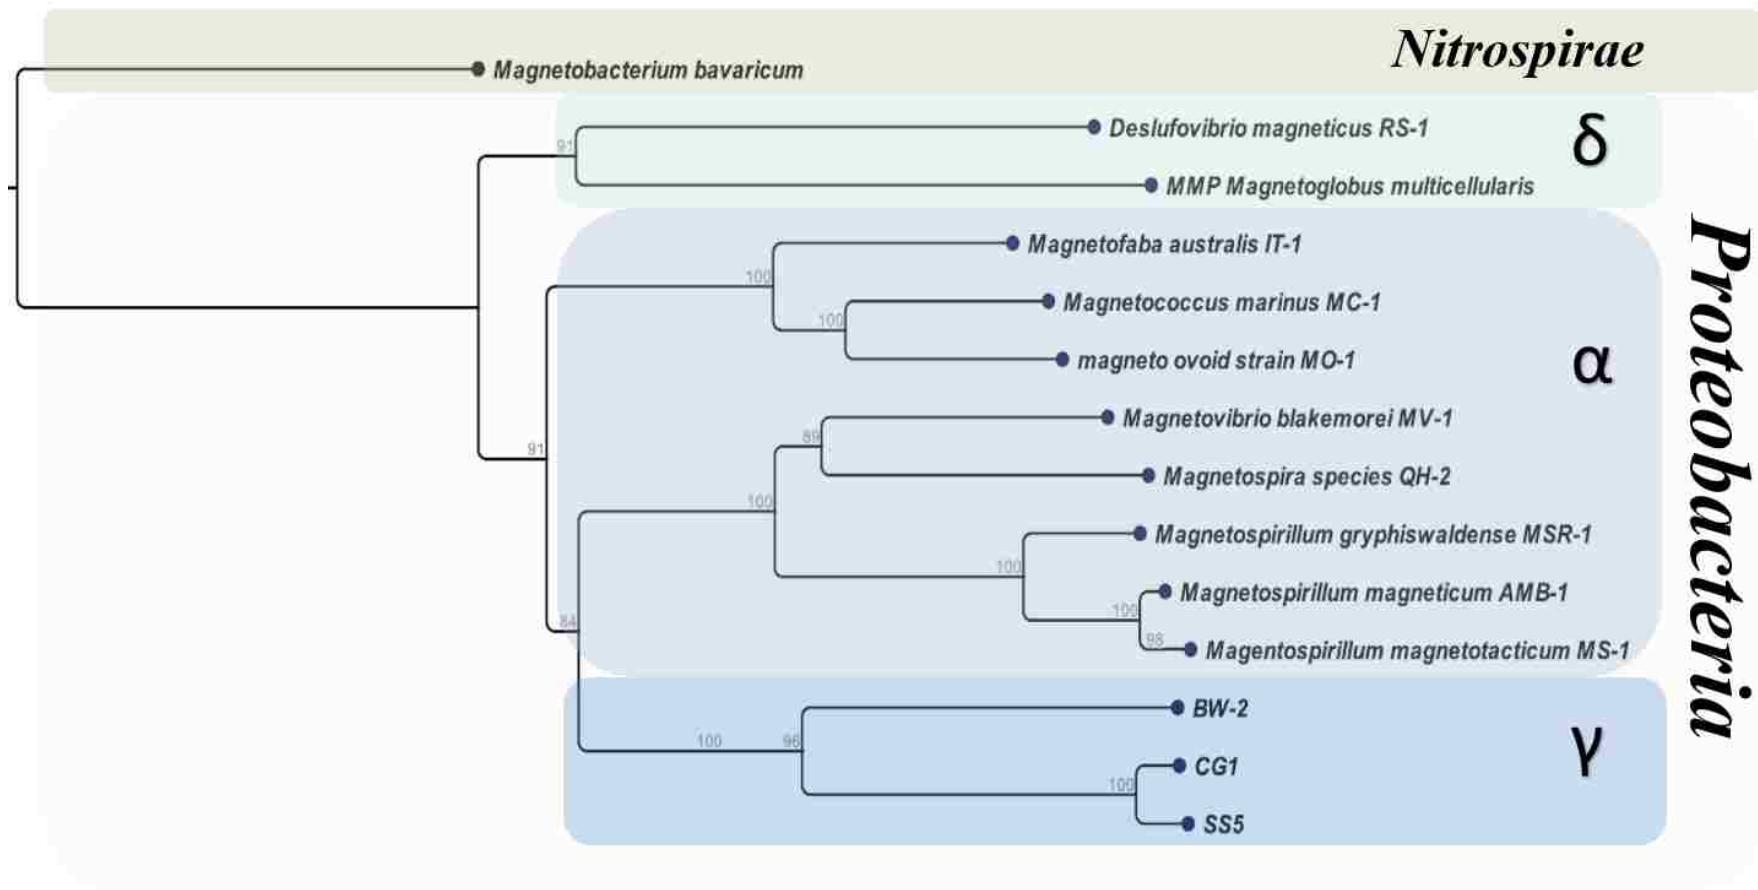 Nitrospirae
Magnetobacterium bavaricum
Deslufovibrio magneticus RS-1
δ
91
MMP Magnetoglobus multicellularis
Proteobacteria
Magnetofaba australis IT-1
100
Magnetococcus marinus MC-1
100
magneto ovoid strain MO-1
α
Magnetovibrio blakemorei MV-1
89
91
Magnetospira species QH-2
100
Magnetospirillum gryphiswaldense MSR-1
100
Magnetospirillum magneticum AMB-1
100
84
98
Magentospirillum magnetotacticum MS-1
BW-2
100
96
γ
CG1
100
SS5